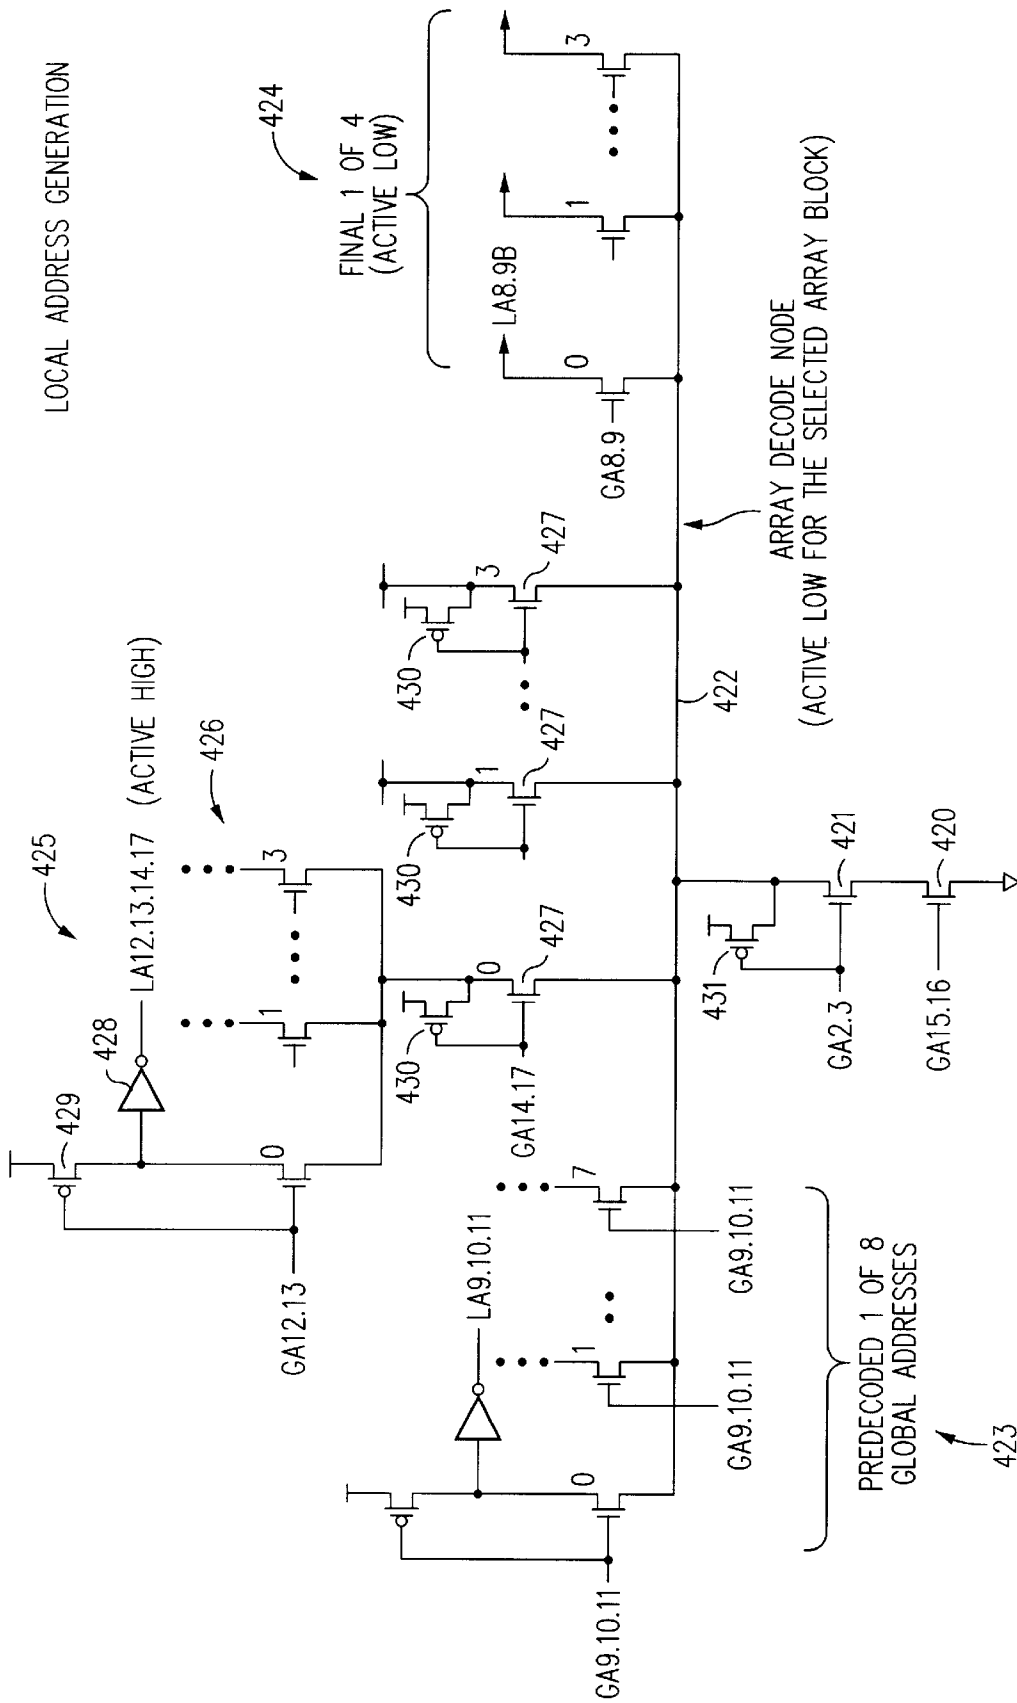 LOCAL ADDRESS GENERATION
425
LA12.13.14.17 (ACTIVE HIGH)
428
429
426
0
1
3
GA12.13
424
FINAL 1 OF 4
(ACTIVE LOW)
LA8.9B
0
1
3
GA8.9
430
430
430
0
1
3
427
427
427
GA14.17
LA9.10.11
0
1
7
GA9.10.11
GA9.10.11
GA9.10.11
422
ARRAY DECODE NODE
(ACTIVE LOW FOR THE SELECTED ARRAY BLOCK)
431
GA2.3
421
GA15.16
420
PREDECODED 1 OF 8
GLOBAL ADDRESSES
423